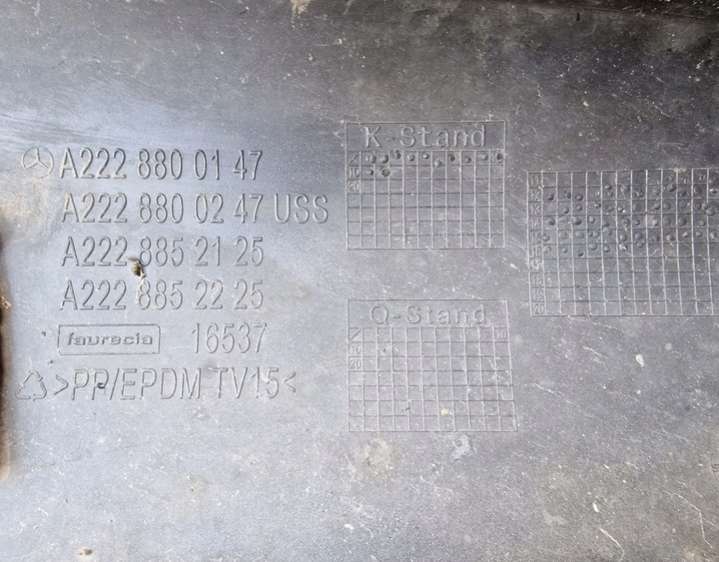 A222 880 01 47
A222 880 02 47 USS
A222 885 21 25
A222 885 22 25
faurecia 16537
>PP/EPDM TV15<
K-Stand
Q-Stand